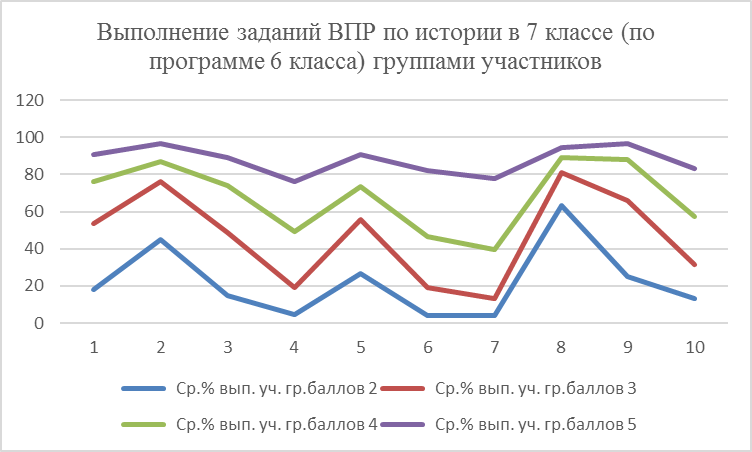 Выполнение заданий ВПР по истории в 7 классе (по
программе 6 класса) группами участников
120
100
80
60
40
20
0
1 2 3 4 5 6 7 8 9 10
Ср.% вып. уч. гр.баллов 2 Ср.% вып. уч. гр.баллов 3
Ср.% вып. уч. гр.баллов 4 Ср.% вып. уч. гр.баллов 5